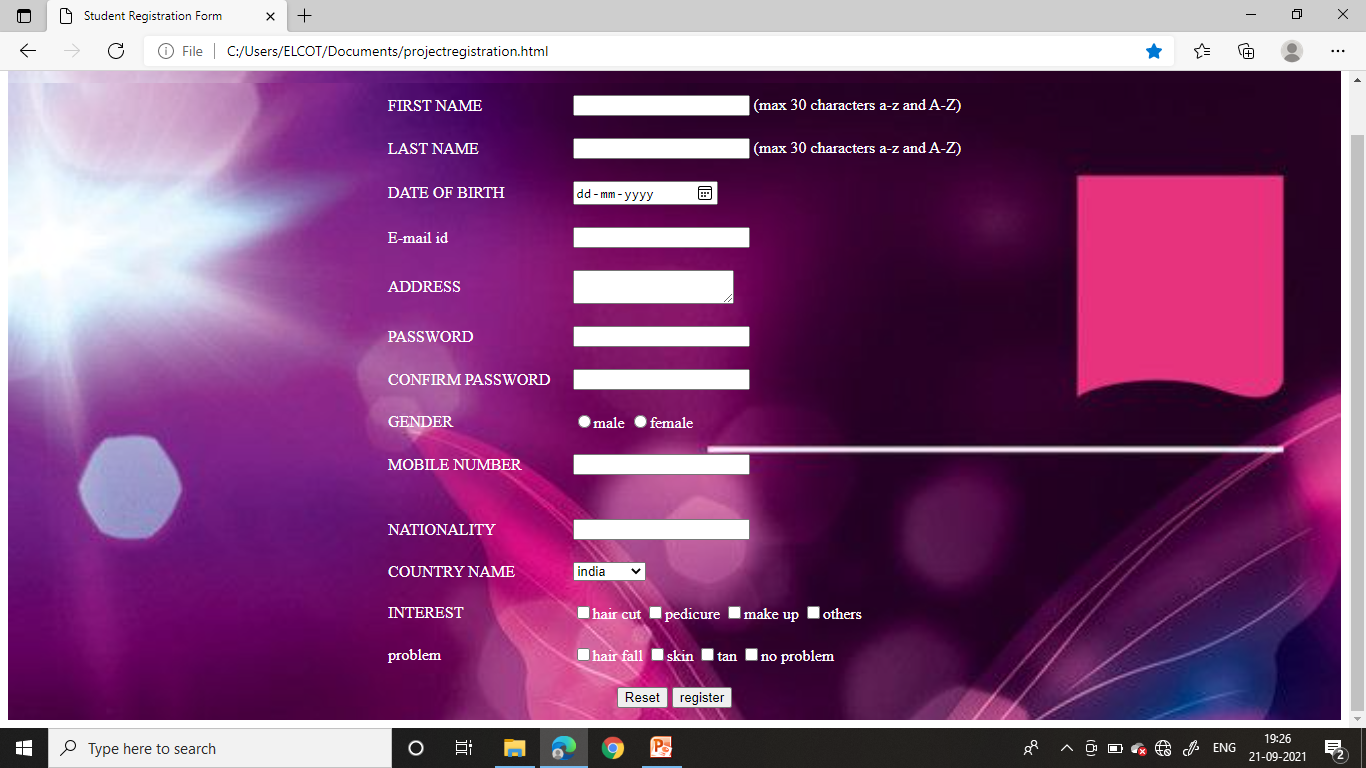 Student Registration Form
File C:/Users/ELCOT/Documents/projectregistration.html
FIRST NAME (max 30 characters a-z and A-Z)
LAST NAME (max 30 characters a-z and A-Z)
DATE OF BIRTH dd-mm-yyyy
E-mail id
ADDRESS
PASSWORD
CONFIRM PASSWORD
GENDER male female
MOBILE NUMBER
NATIONALITY
COUNTRY NAME india
INTEREST hair cut pedicure make up others
problem hair fall skin tan no problem
Reset register
Type here to search ENG 19:26
21-09-2021 2